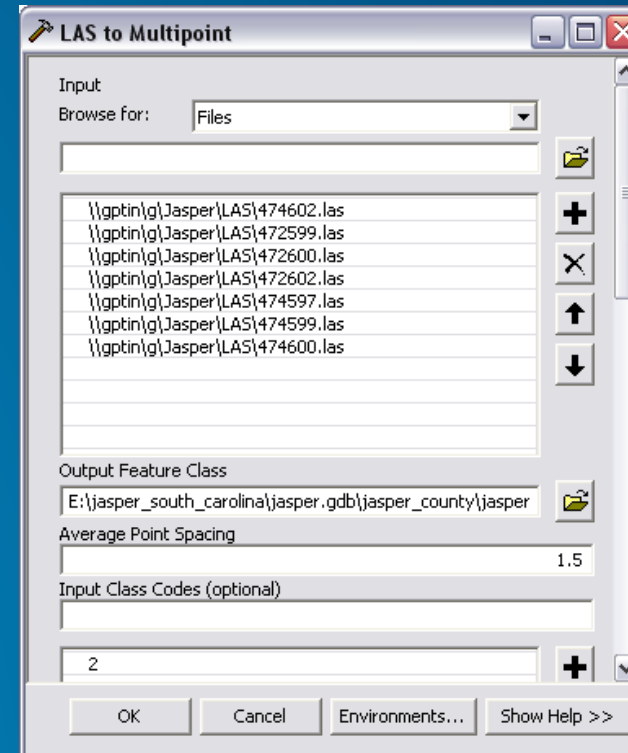 LAS to Multipoint
Input
Browse for: Files
\\gptin\g\Jasper\LAS\474602.las
\\gptin\g\Jasper\LAS\472599.las
\\gptin\g\Jasper\LAS\472600.las
\\gptin\g\Jasper\LAS\472602.las
\\gptin\g\Jasper\LAS\474597.las
\\gptin\g\Jasper\LAS\474599.las
\\gptin\g\Jasper\LAS\474600.las
Output Feature Class
E:\jasper_south_carolina\jasper.gdb\jasper_county\jasper
Average Point Spacing
1.5
Input Class Codes (optional)
2
OK Cancel Environments... Show Help >>